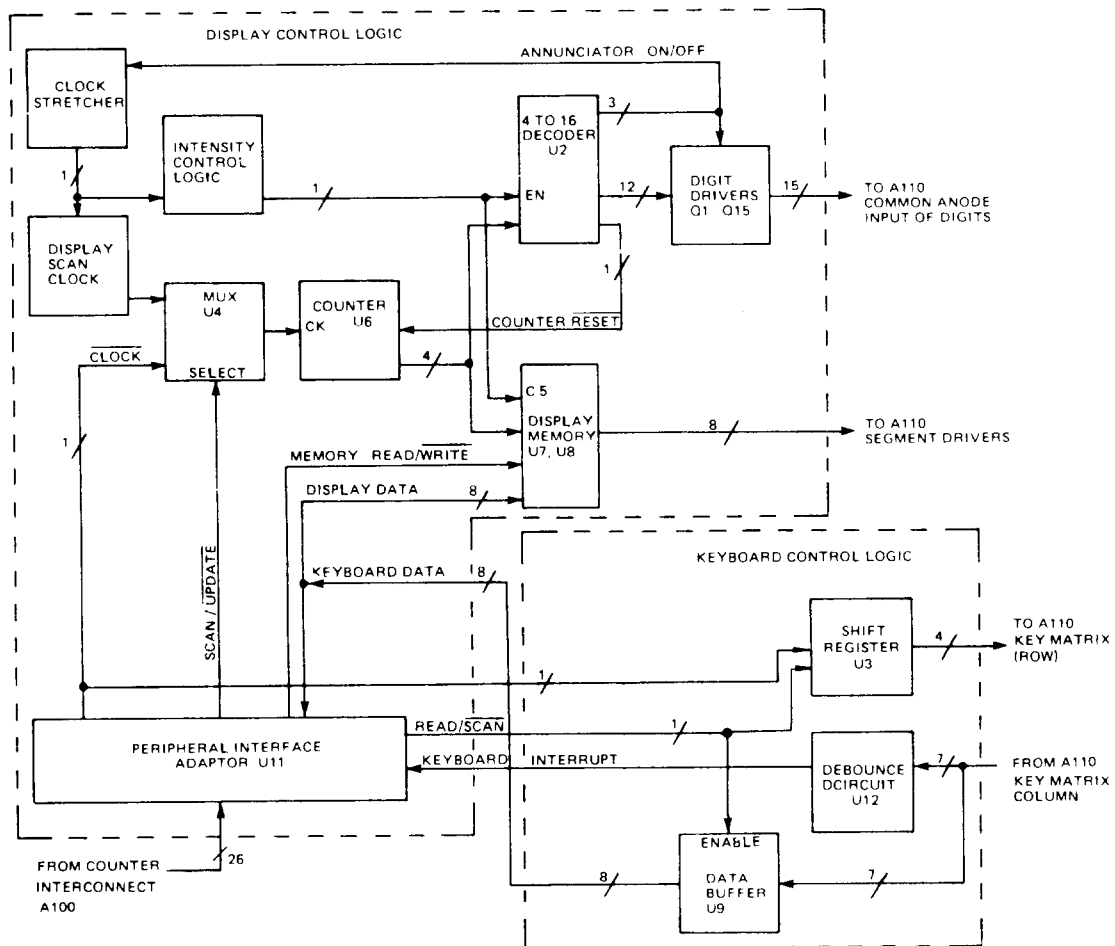 DISPLAY CONTROL LOGIC
ANNUNCIATOR ON/OFF
CLOCK
STRETCHER
3
4 TO 16
DECODER
U2
EN
INTENSITY
CONTROL
LOGIC
1
1
12
DIGIT
DRIVERS
Q1 Q15
15
TO A110
COMMON ANODE
INPUT OF DIGITS
DISPLAY
SCAN
CLOCK
MUX
U4
SELECT
COUNTER
U6
CK
1
COUNTER RESET
CLOCK
4
C 5
DISPLAY
MEMORY
U7, U8
8
TO A110
SEGMENT DRIVERS
1
MEMORY READ/WRITE
DISPLAY DATA
8
KEYBOARD CONTROL LOGIC
KEYBOARD DATA
8
SCAN / UPDATE
SHIFT
REGISTER
U3
4
TO A110
KEY MATRIX
(ROW)
1
PERIPHERAL INTERFACE
ADAPTOR U11
READ/SCAN
1
KEYBOARD INTERRUPT
DEBOUNCE
DCIRCUIT
U12
7
FROM A110
KEY MATRIX
COLUMN
26
FROM COUNTER
INTERCONNECT
A100
ENABLE
DATA
BUFFER
U9
8
7